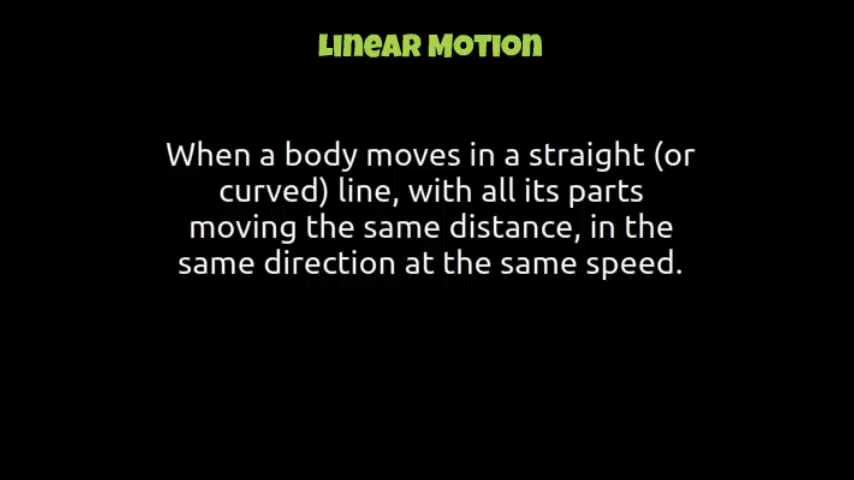 Linear Motion
When a body moves in a straight (or
curved) line, with all its parts
moving the same distance, in the
same direction at the same speed.